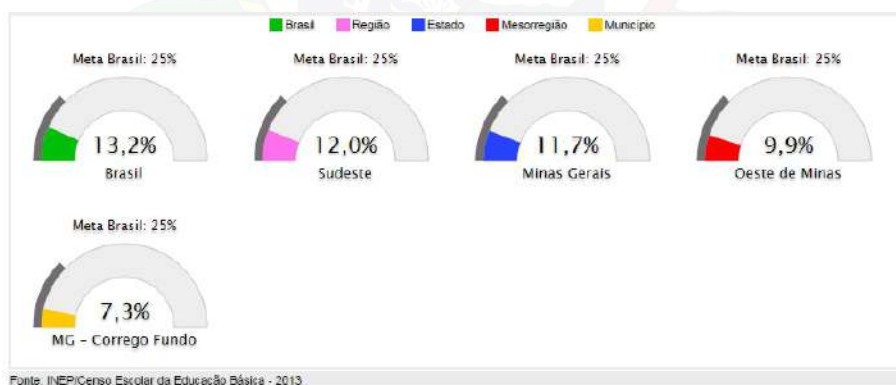 Brasil Região Estado Mesorregião Município
Meta Brasil: 25% Meta Brasil: 25% Meta Brasil: 25% Meta Brasil: 25%
13,2% 12,0% 11,7% 9,9%
Brasil Sudeste Minas Gerais Oeste de Minas
Meta Brasil: 25%
7,3%
MG - Corrego Fundo
Fonte: INEP/Censo Escolar da Educação Básica - 2013